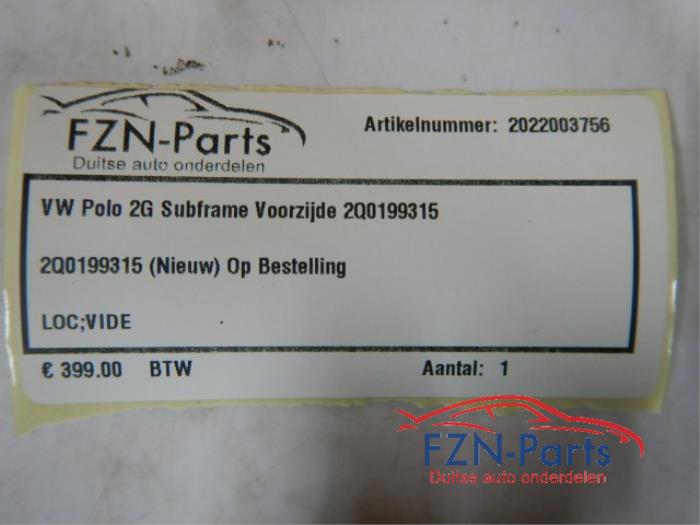 FZN-Parts
Duitse auto onderdelen
Artikelnummer: 2022003756
VW Polo 2G Subframe Voorzijde 2Q0199315
2Q0199315 (Nieuw) Op Bestelling
LOC;VIDE
€ 399.00 BTW Aantal: 1
FZN-Parts
Duitse auto onderdelen